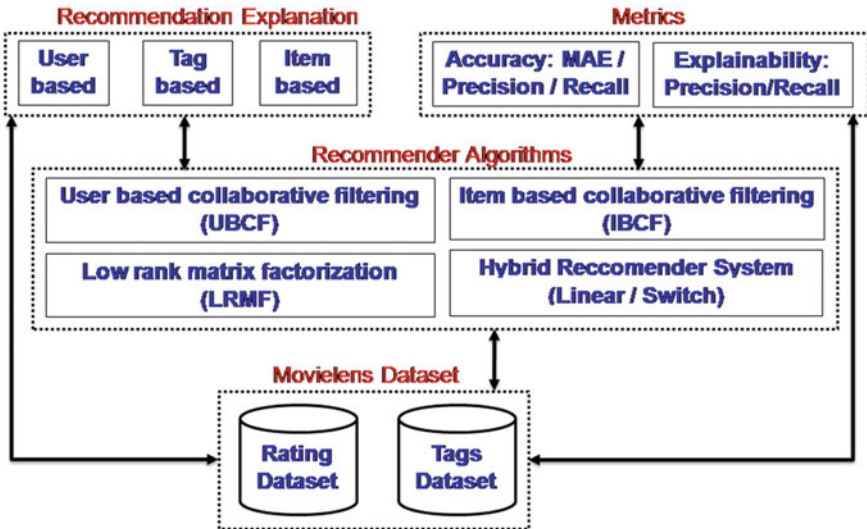 Recommendation Explanation
Metrics
User
based
Tag
based
Item
based
Accuracy: MAE /
Precision / Recall
Explainability:
Precision/Recall
Recommender Algorithms
User based collaborative filtering
(UBCF)
Item based collaborative filtering
(IBCF)
Low rank matrix factorization
(LRMF)
Hybrid Reccomender System
(Linear / Switch)
Movielens Dataset
Rating
Dataset
Tags
Dataset